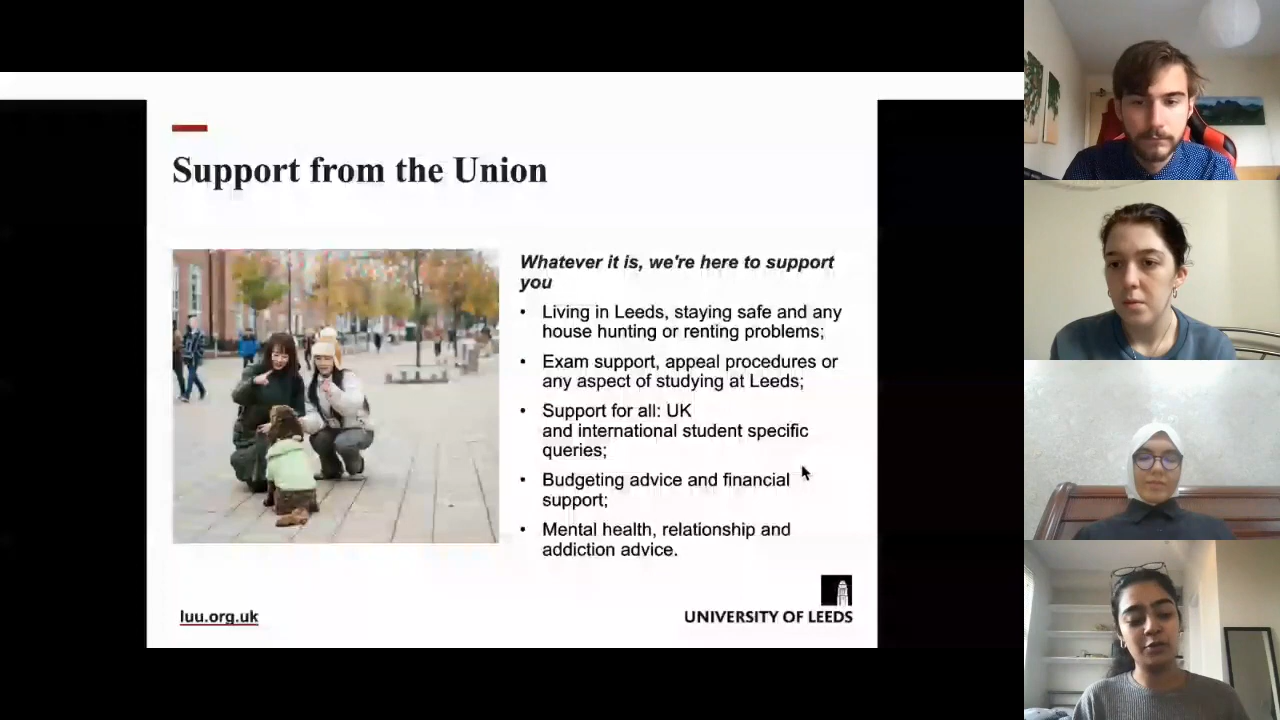 Support from the Union
Whatever it is, we're here to support
you
• Living in Leeds, staying safe and any
house hunting or renting problems;
• Exam support, appeal procedures or
any aspect of studying at Leeds;
• Support for all: UK
and international student specific
queries;
• Budgeting advice and financial
support;
• Mental health, relationship and
addiction advice.
luu.org.uk
UNIVERSITY OF LEEDS